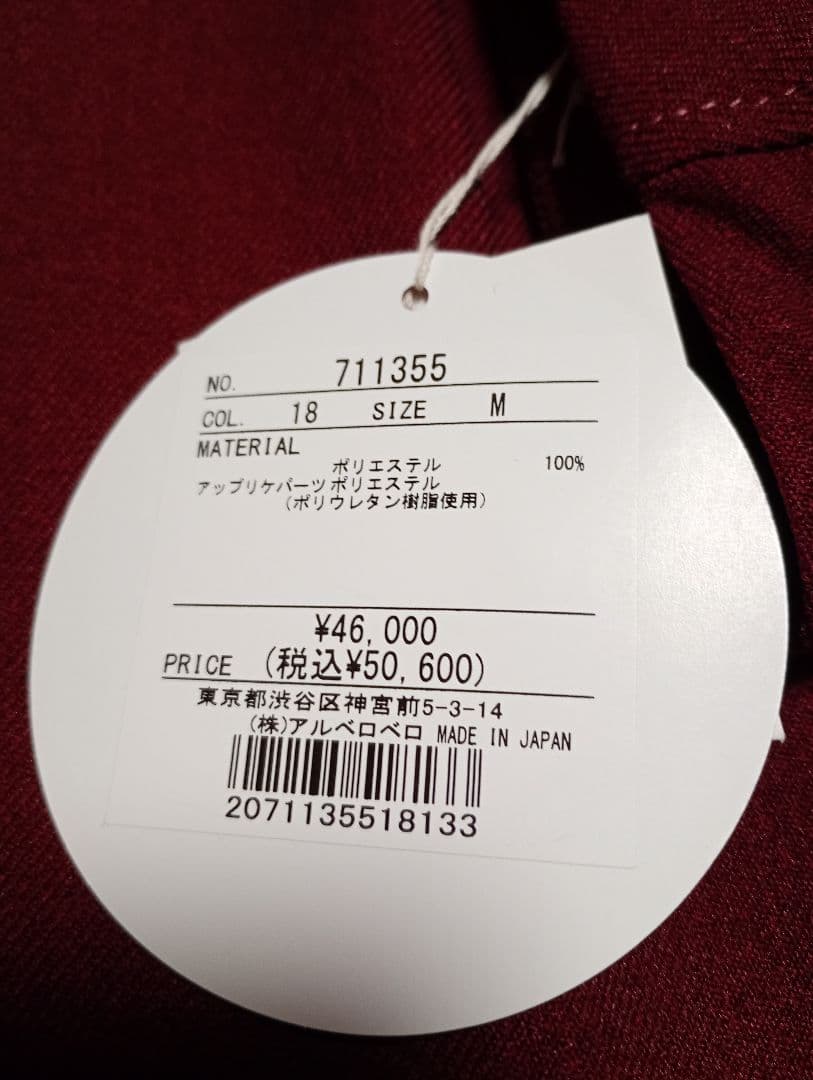 NO. 711355
COL. 18 SIZE M
MATERIAL
ポリエステル 100%
アップリケパーツポリエステル
(ポリウレタン樹脂使用)
¥46,000
PRICE (税込¥50,600)
東京都渋谷区神宮前5-3-14
(株)アルベロベロ MADE IN JAPAN
2071135518133